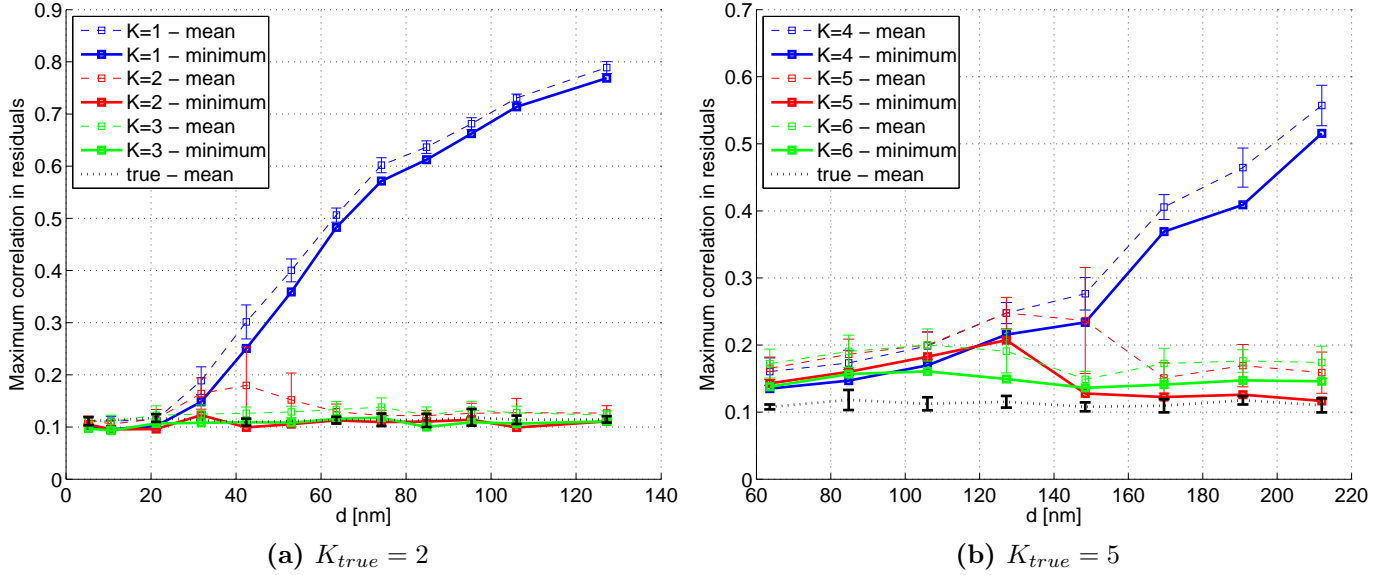 0.9
0.8
0.7
0.6
0.5
0.4
0.3
0.2
0.1
0
Maximum correlation in residuals
K=1 – mean
K=1 – minimum
K=2 – mean
K=2 – minimum
K=3 – mean
K=3 – minimum
true – mean
0 20 40 60 80 100 120 140
d [nm]
(a) K_{true} = 2
0.7
0.6
0.5
0.4
0.3
0.2
0.1
0
Maximum correlation in residuals
K=4 – mean
K=4 – minimum
K=5 – mean
K=5 – minimum
K=6 – mean
K=6 – minimum
true – mean
60 80 100 120 140 160 180 200 220
d [nm]
(b) K_{true} = 5